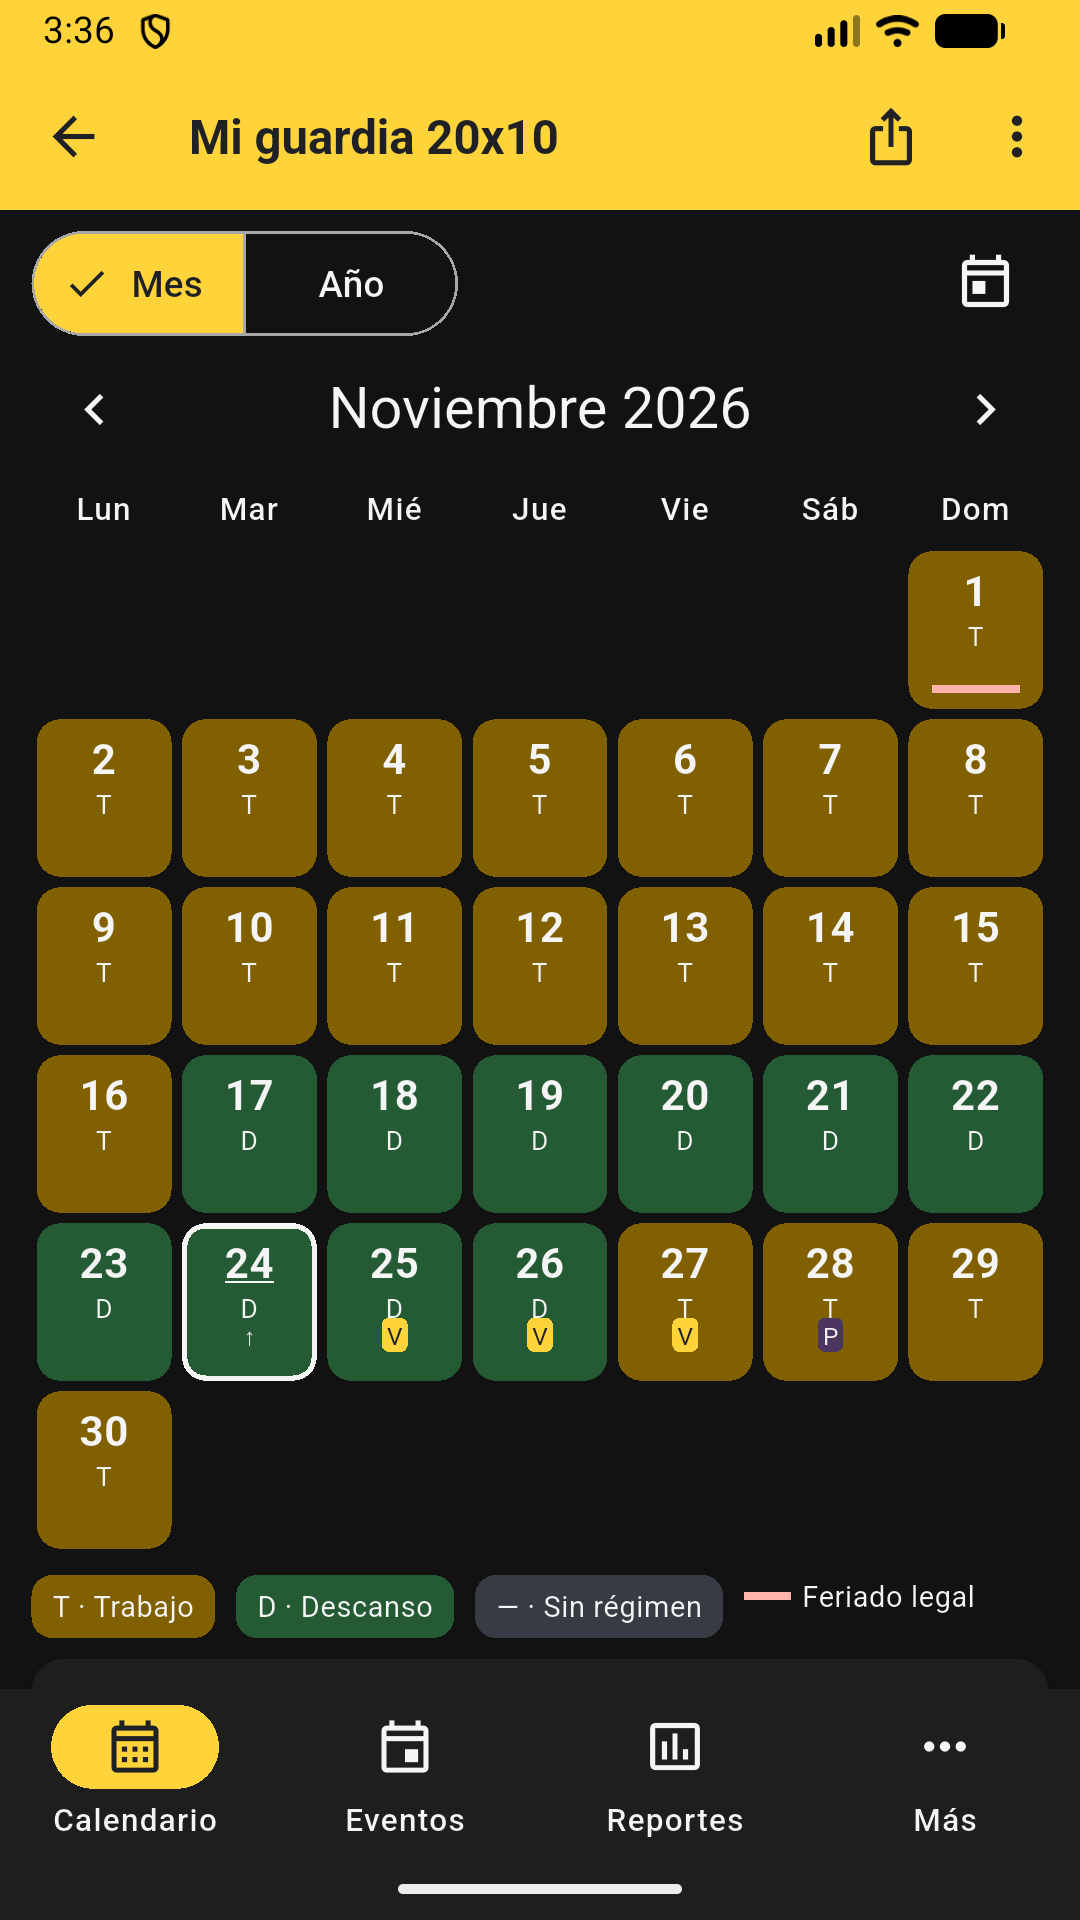 3:36
Mi guardia 20x10
Mes Año
Noviembre 2026
Lun Mar Mié Jue Vie Sáb Dom
1
T
2 3 4 5 6 7 8
T T T T T T T
9 10 11 12 13 14 15
T T T T T T T
16 17 18 19 20 21 22
T D D D D D D
23 24 25 26 27 28 29
D D D D T T T
↑ V V V P
30
T
T · Trabajo D · Descanso — · Sin régimen Feriado legal
Calendario Eventos Reportes Más